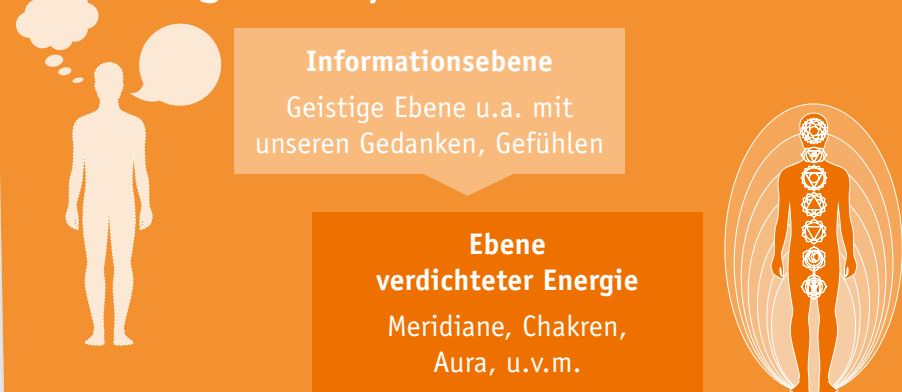 Informationsebene
Geistige Ebene u.a. mit
unseren Gedanken, Gefühlen
Ebene
verdichteter Energie
Meridiane, Chakren,
Aura, u.v.m.